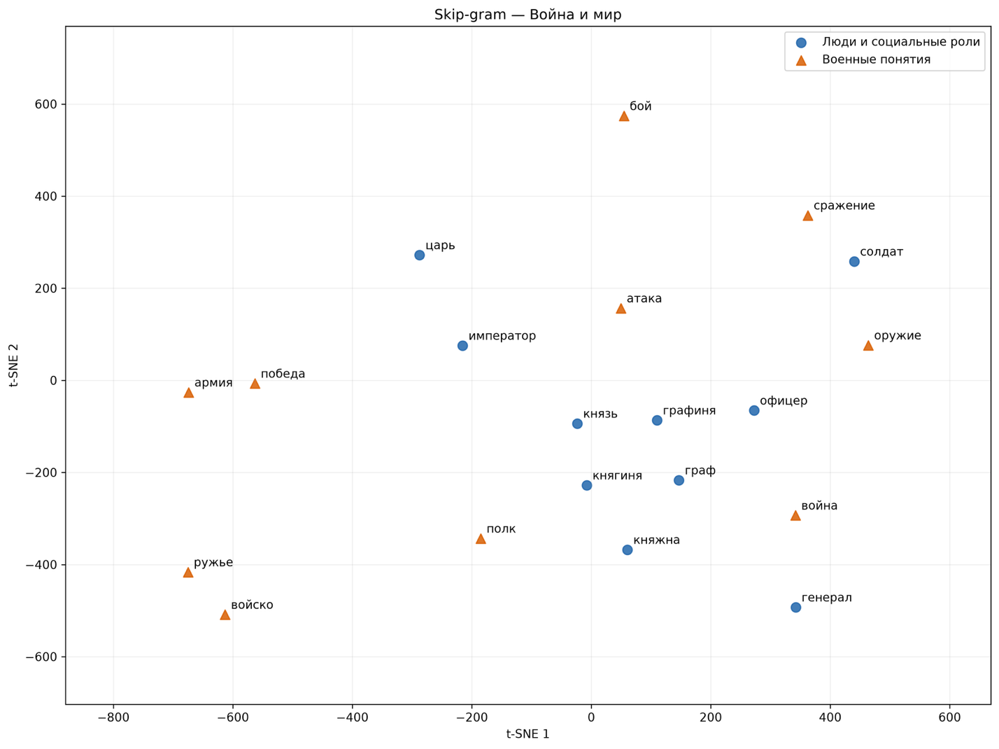 Skip-gram — Война и мир
Люди и социальные роли
Военные понятия
бой
сражение
царь
солдат
атака
император
оружие
победа
армия
офицер
князь
графиня
княгиня
граф
война
полк
княжна
ружье
генерал
войско
600
400
200
0
−200
−400
−600
t-SNE 2
−800 −600 −400 −200 0 200 400 600
t-SNE 1